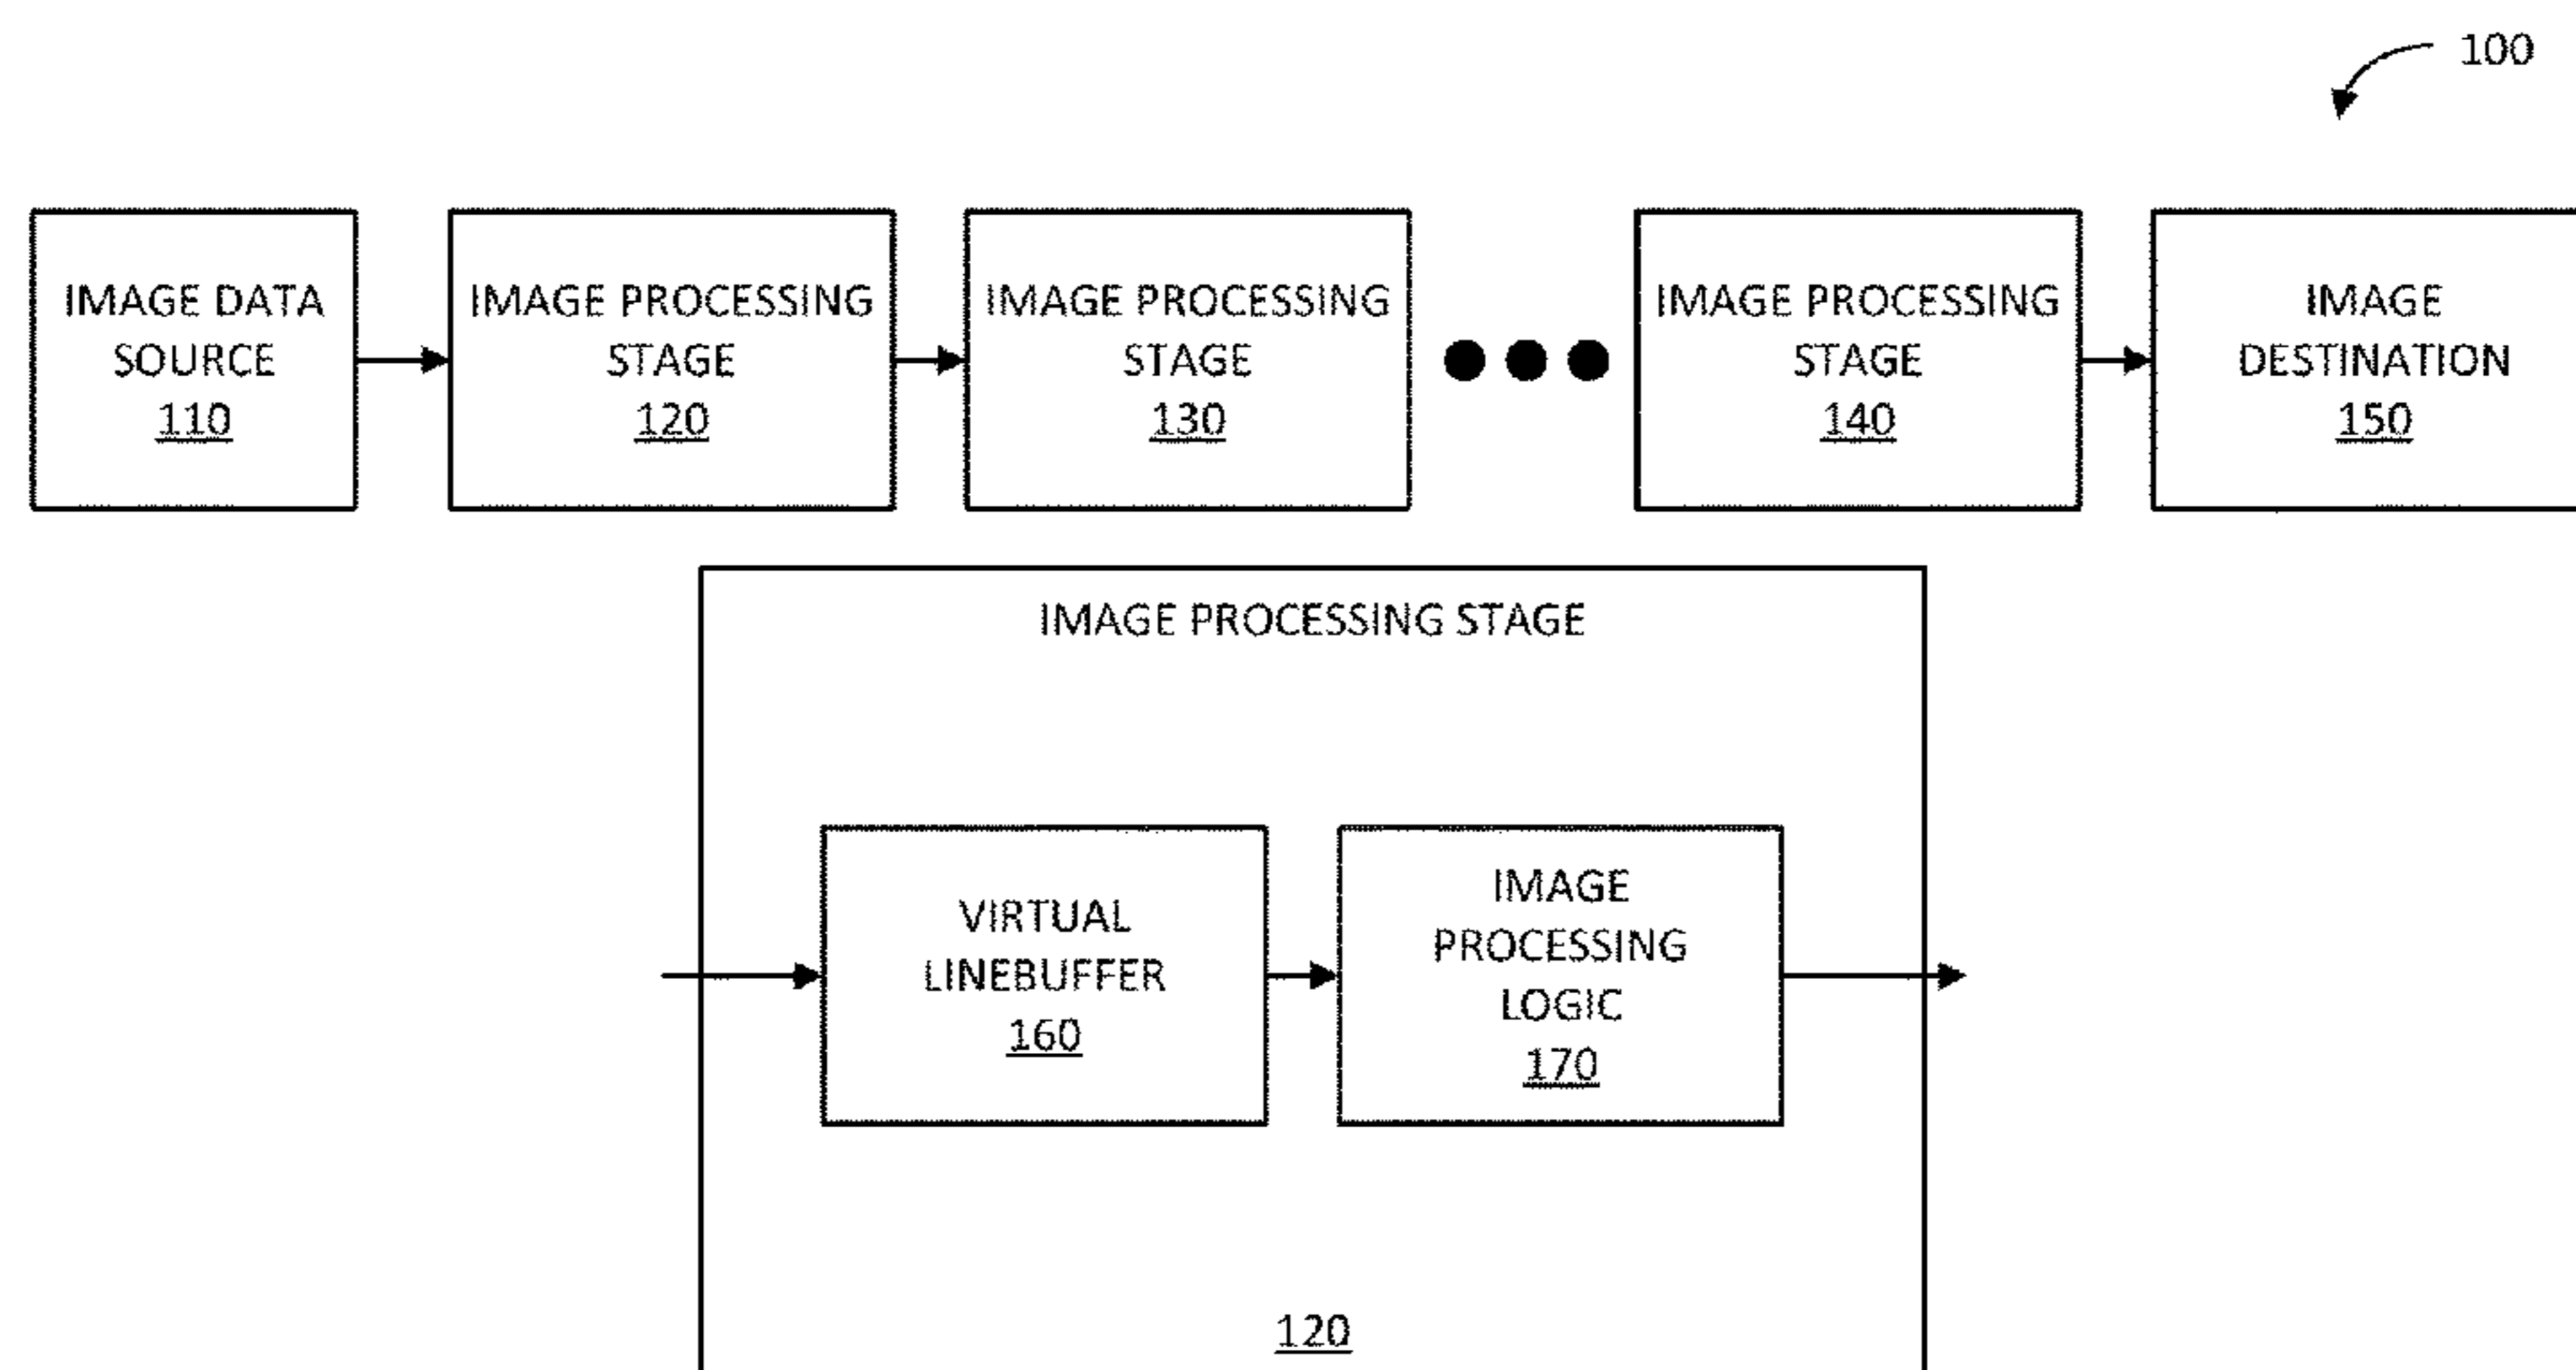 100
IMAGE DATA
SOURCE
110
IMAGE PROCESSING
STAGE
120
IMAGE PROCESSING
STAGE
130
IMAGE PROCESSING
STAGE
140
IMAGE
DESTINATION
150
IMAGE PROCESSING STAGE
VIRTUAL
LINEBUFFER
160
IMAGE
PROCESSING
LOGIC
170
120